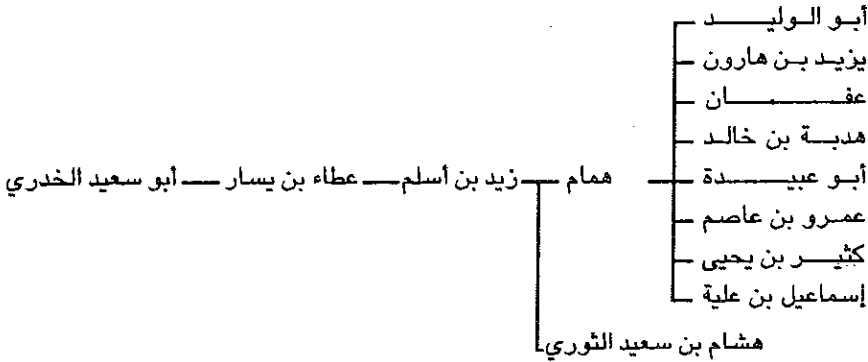 أبو الوليد
يزيد بن هارون
عفان
هدبة بن خالد
أبو عبيدة همام زيد بن أسلم عطاء بن يسار أبو سعيد الخدري
عمرو بن عاصم
كثير بن يحيى
إسماعيل بن علية
هشام بن سعيد الثوري